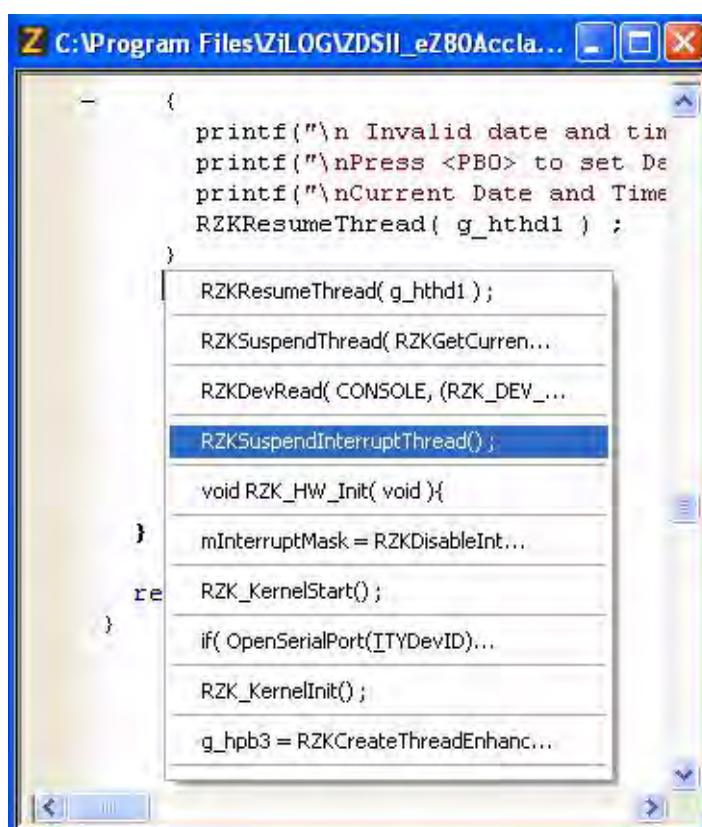 Z C:\Program Files\ZiLOG\ZDSII_eZ80Accla...
{
printf("\n Invalid date and tim
printf("\nPress <PB0> to set Da
printf("\nCurrent Date and Time
RZKResumeThread( g_hthd1 ) ;
}
RZKResumeThread( g_hthd1 ) ;
RZKSuspendThread( RZKGetCurren...
RZKDevRead( CONSOLE, (RZK_DEV_...
RZKSuspendInterruptThread() ;
void RZK_HW_Init( void ){
} mInterruptMask = RZKDisableInt...
re RZK_KernelStart() ;
} if( OpenSerialPort(TTYDevID)...
RZK_KernelInit() ;
g_hpb3 = RZKCreateThreadEnhanc...